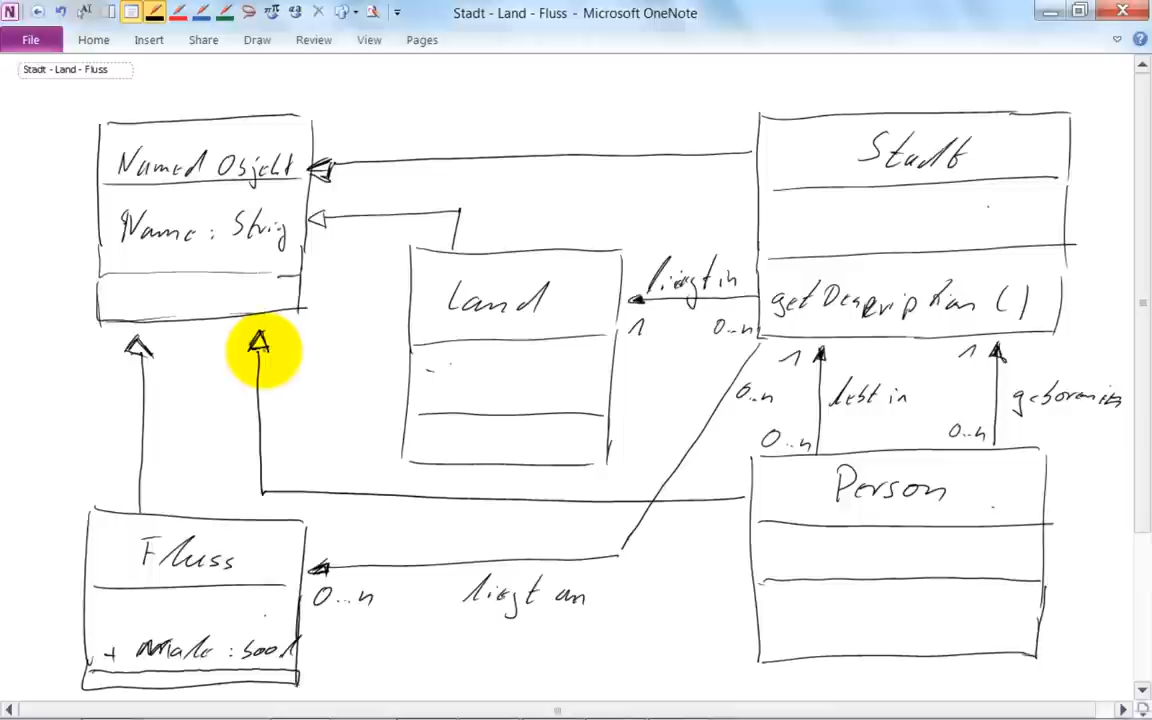 Stadt - Land - Fluss - Microsoft OneNote
File Home Insert Share Draw Review View Pages
Stadt - Land - Fluss
Named Objekt
Name : String
Stadt
getDescription ( )
Land
liegt in
1
0..n
1
0..n
lebt in
0..n
1
geboren in
0..n
Person
Fluss
+ Male : bool
0...n
liegt an